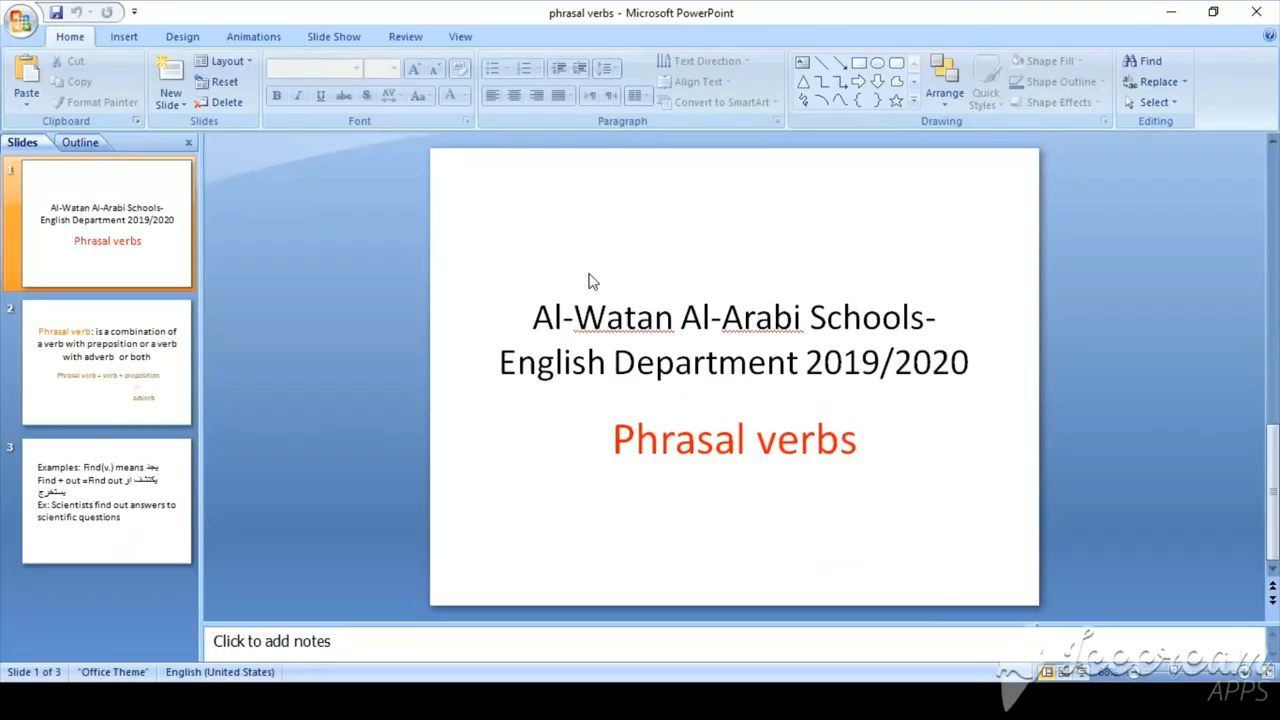 phrasal verbs - Microsoft PowerPoint
Home Insert Design Animations Slide Show Review View
Paste
Cut
Copy
Format Painter
Clipboard
New Slide
Layout
Reset
Delete
Slides
B I U abc S AV Aa A
Font
Text Direction
Align Text
Convert to SmartArt
Paragraph
Arrange
Quick Styles
Shape Fill
Shape Outline
Shape Effects
Drawing
Find
Replace
Select
Editing
Slides Outline
1
Al-Watan Al-Arabi Schools-
English Department 2019/2020
Phrasal verbs
2
Phrasal verb: is a combination of
a verb with preposition or a verb
with adverb or both
Phrasal verb = verb + preposition
adverb
3
Examples: Find(v.) means يجد
Find + out =Find out يكتشف او
يستخرج
Ex: Scientists find out answers to
scientific questions
Al-Watan Al-Arabi Schools-
English Department 2019/2020
Phrasal verbs
Click to add notes
Slide 1 of 3 "Office Theme" English (United States)
APPS